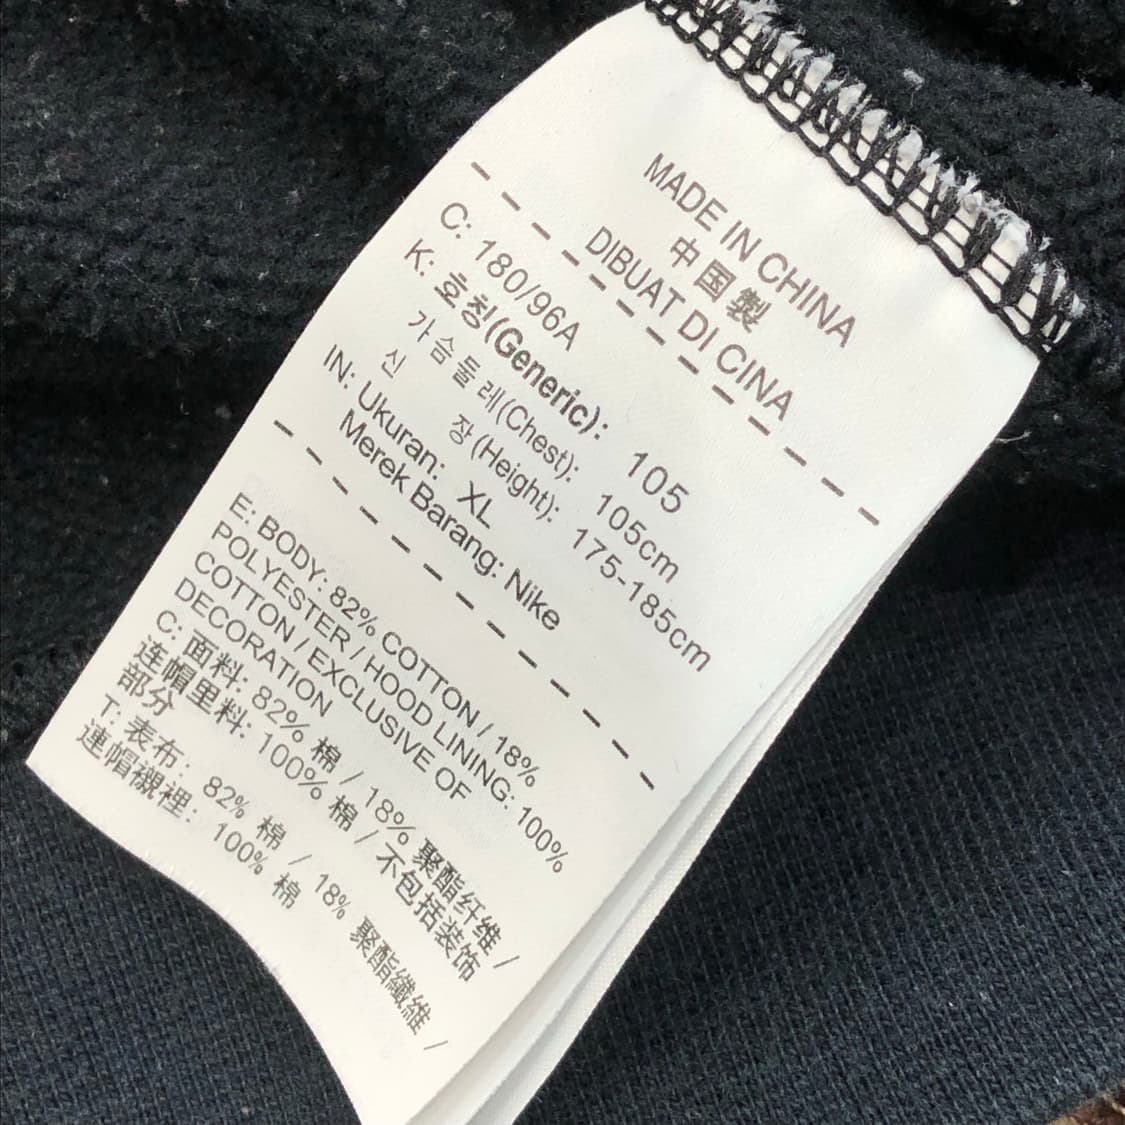 MADE IN CHINA
中国製
DIBUAT DI CINA
C: 180/96A
K: 호칭(Generic): 105
가슴둘레(Chest): 105cm
신 장(Height): 175-185cm
IN: Ukuran: XL
Merek Barang: Nike
E: BODY: 82% COTTON / 18%
POLYESTER / HOOD LINING: 100%
COTTON / EXCLUSIVE OF
DECORATION
C: 面料: 82% 棉 / 18% 聚酯纤维 /
连帽里料: 100% 棉 / 不包括装饰
部分
T: 表布: 82% 棉 / 18% 聚酯纖維 /
連帽襯裡: 100% 棉